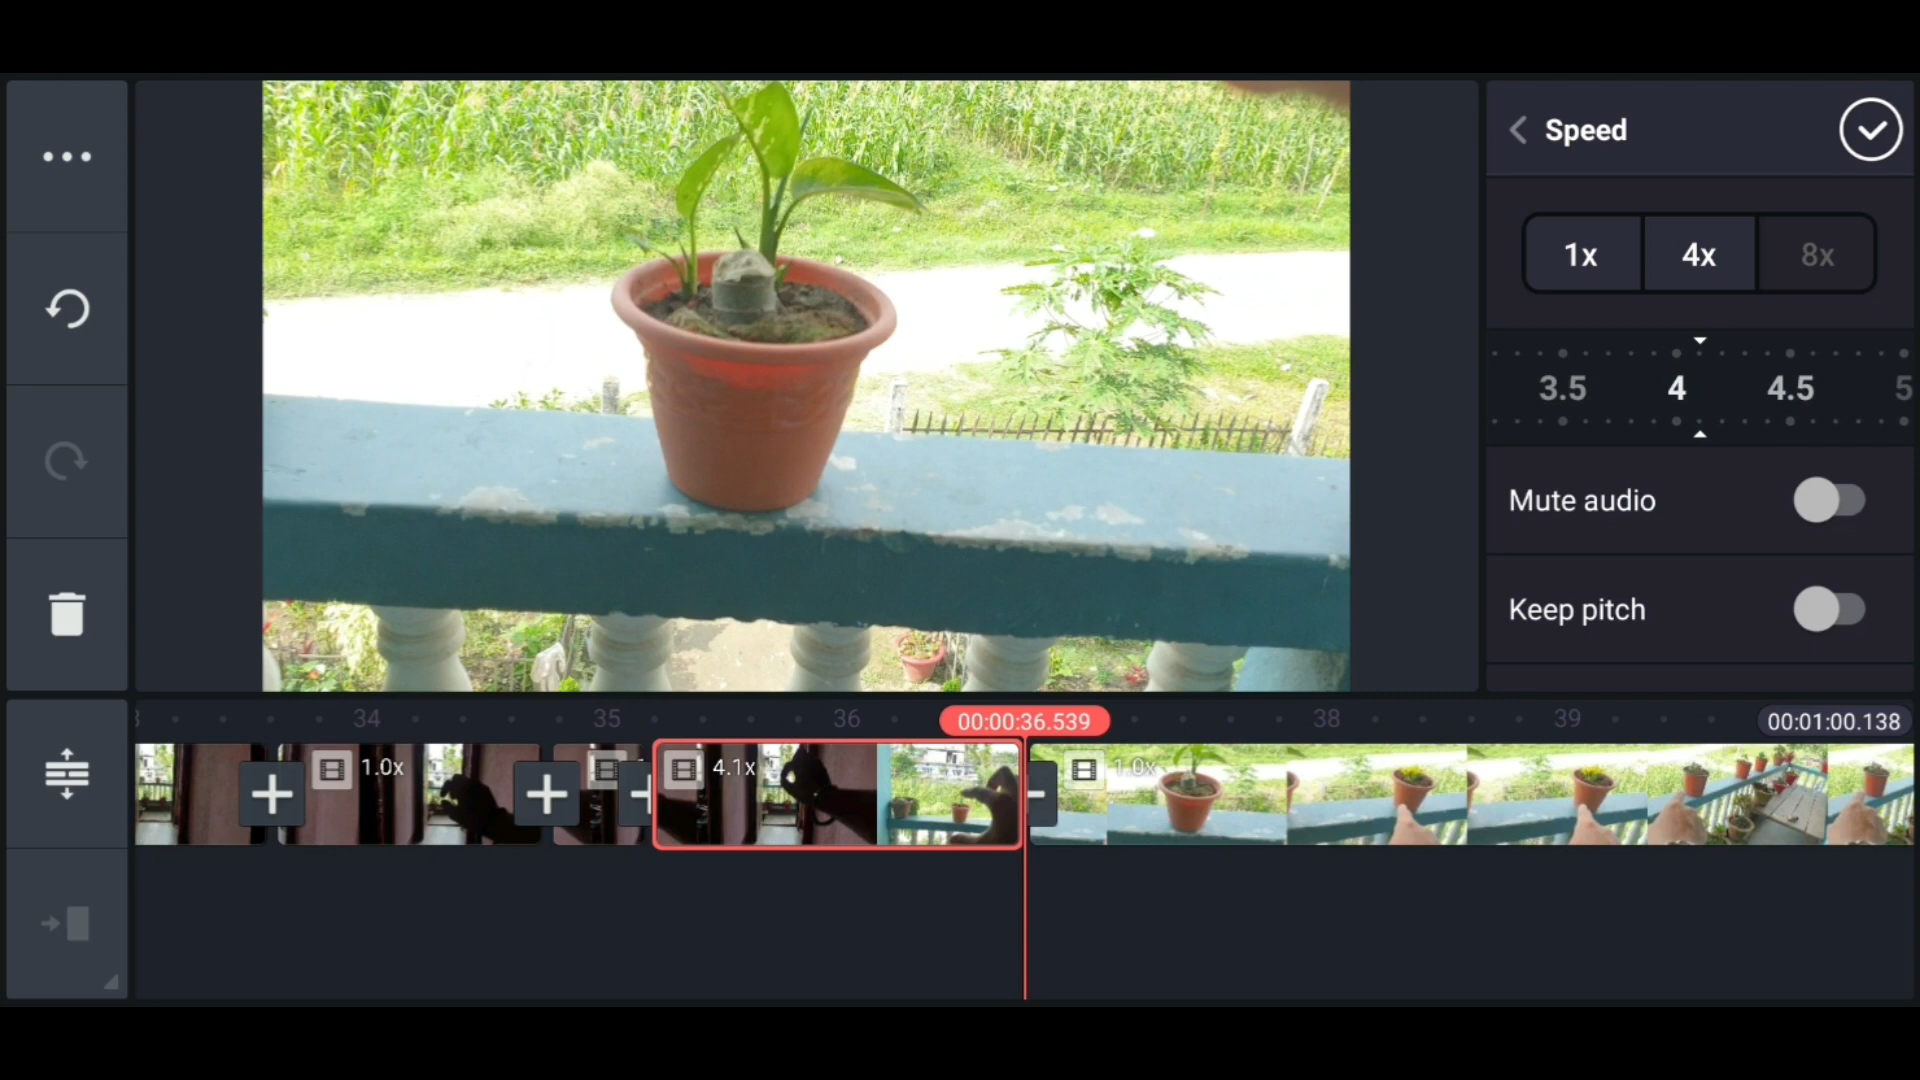 Speed
1x 4x 8x
3.5 4 4.5 5
Mute audio
Keep pitch
34 35 36 00:00:36.539 38 39 00:01:00.138
1.0x 4.1x 1.0x